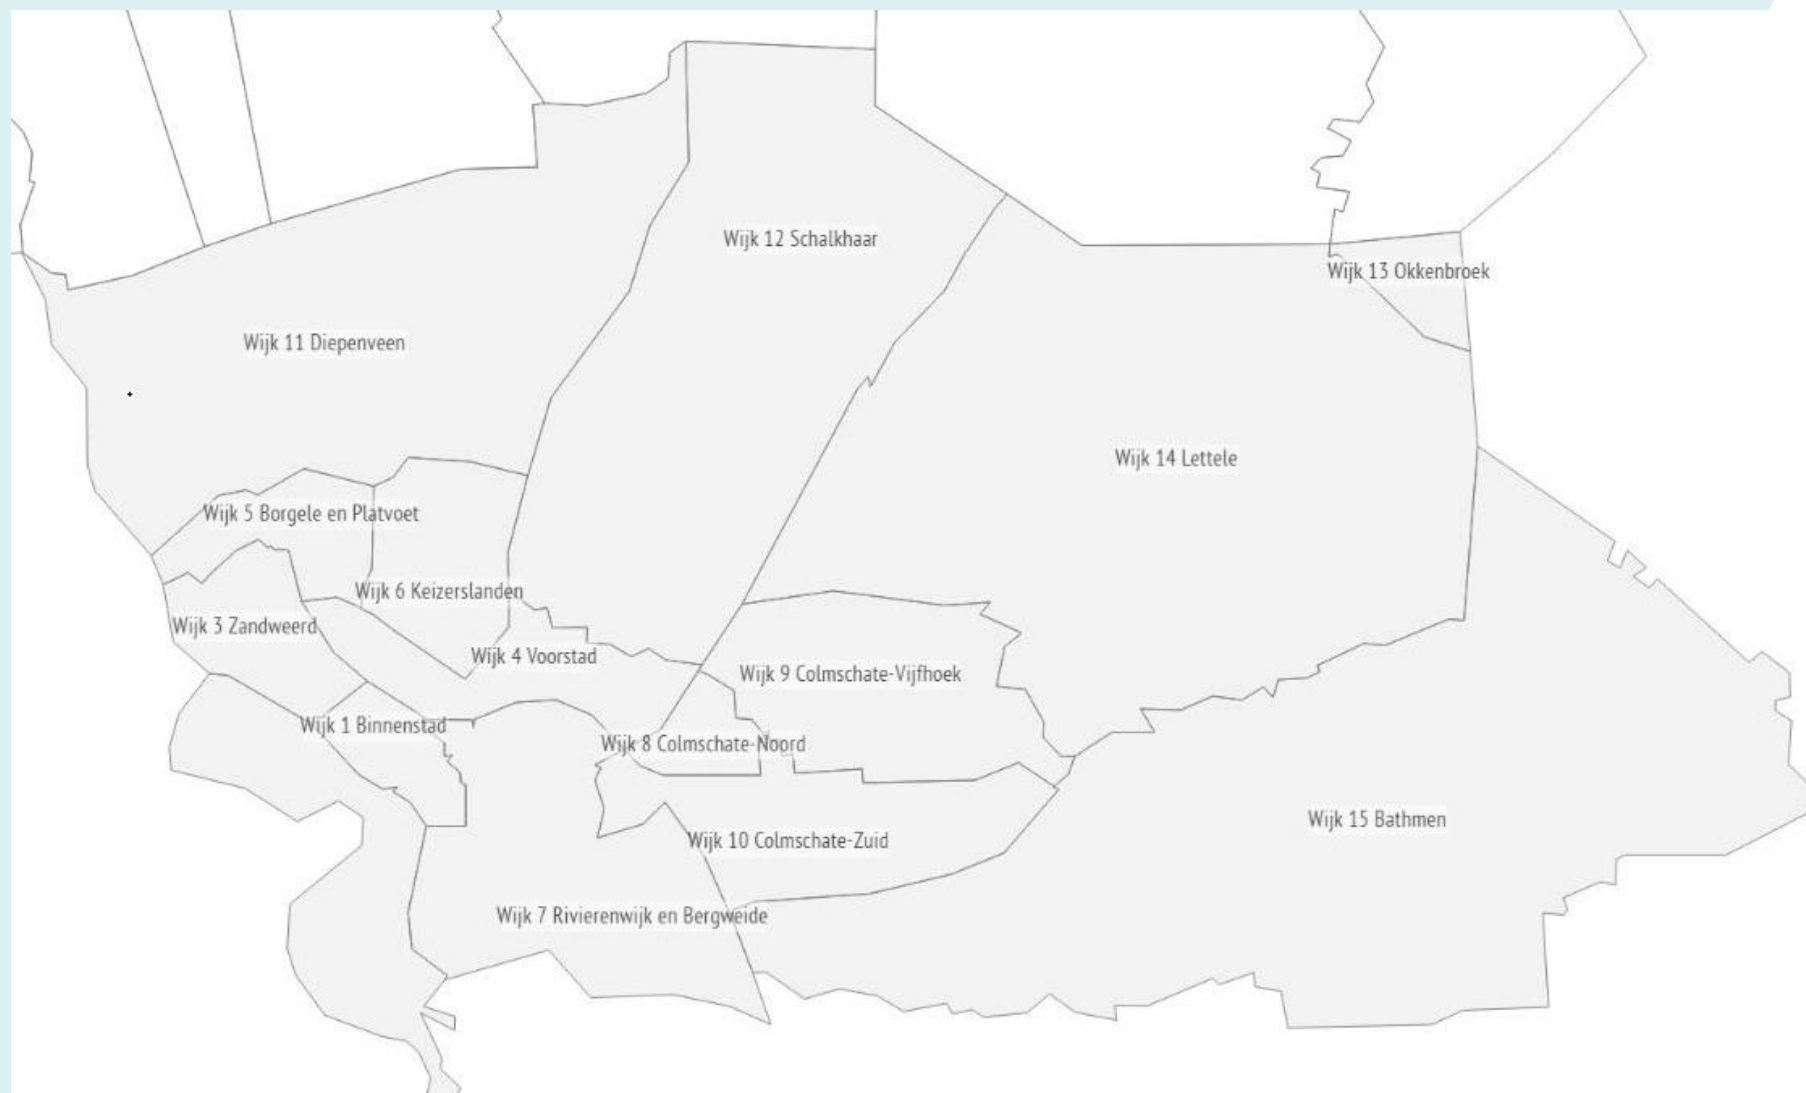 Wijk 12 Schalkhaar
Wijk 13 Okkenbroek
Wijk 11 Diepenveen
Wijk 14 Lettele
Wijk 5 Borgele en Platvoet
Wijk 6 Keizerslanden
Wijk 3 Zandweerd
Wijk 4 Voorstad
Wijk 9 Colmschate-Vijfhoek
Wijk 1 Binnenstad
Wijk 8 Colmschate-Noord
Wijk 15 Bathmen
Wijk 10 Colmschate-Zuid
Wijk 7 Rivierenwijk en Bergweide